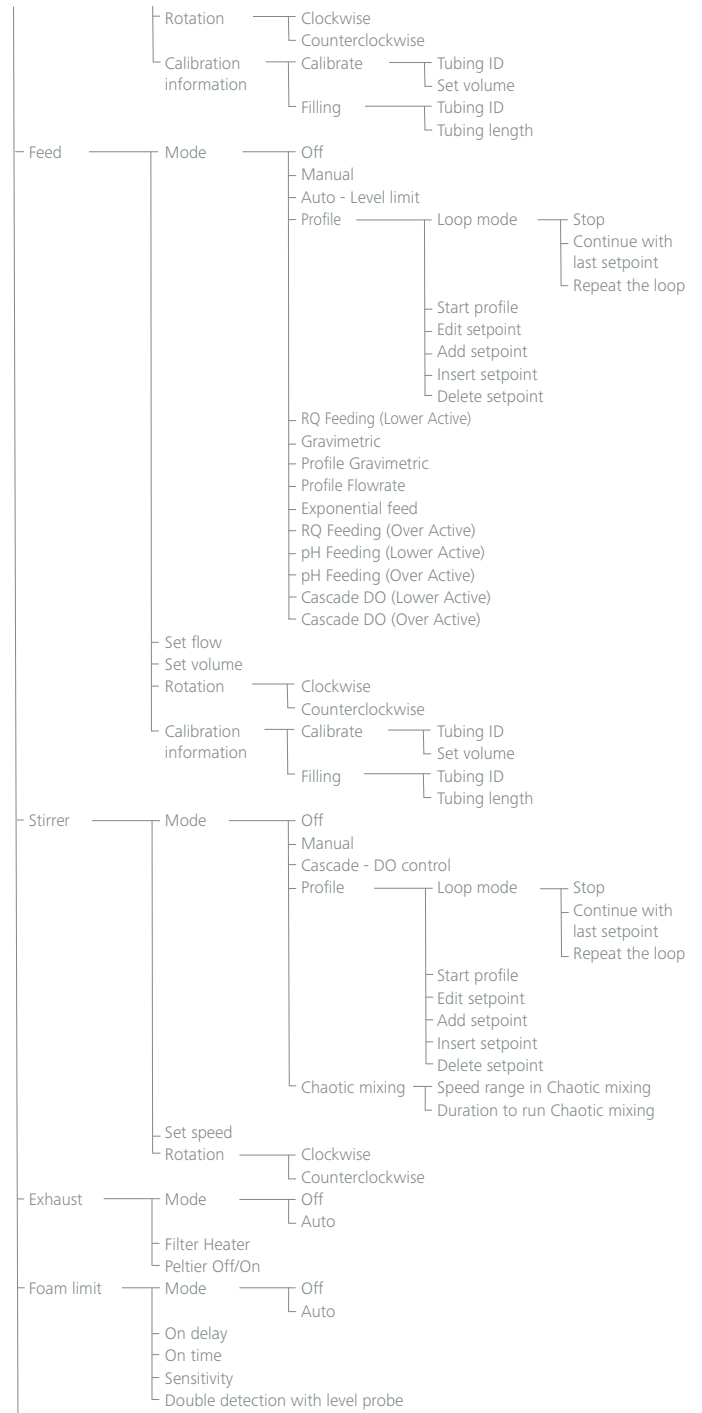 Rotation Clockwise
Counterclockwise
Calibration Calibrate Tubing ID
information Set volume
Filling Tubing ID
Tubing length
Feed Mode Off
Manual
Auto - Level limit
Profile Loop mode Stop
Continue with
last setpoint
Repeat the loop
Start profile
Edit setpoint
Add setpoint
Insert setpoint
Delete setpoint
RQ Feeding (Lower Active)
Gravimetric
Profile Gravimetric
Profile Flowrate
Exponential feed
RQ Feeding (Over Active)
pH Feeding (Lower Active)
pH Feeding (Over Active)
Cascade DO (Lower Active)
Cascade DO (Over Active)
Set flow
Set volume
Rotation Clockwise
Counterclockwise
Calibration Calibrate Tubing ID
information Set volume
Filling Tubing ID
Tubing length
Stirrer Mode Off
Manual
Cascade - DO control
Profile Loop mode Stop
Continue with
last setpoint
Repeat the loop
Start profile
Edit setpoint
Add setpoint
Insert setpoint
Delete setpoint
Chaotic mixing Speed range in Chaotic mixing
Duration to run Chaotic mixing
Set speed
Rotation Clockwise
Counterclockwise
Exhaust Mode Off
Auto
Filter Heater
Peltier Off/On
Foam limit Mode Off
Auto
On delay
On time
Sensitivity
Double detection with level probe